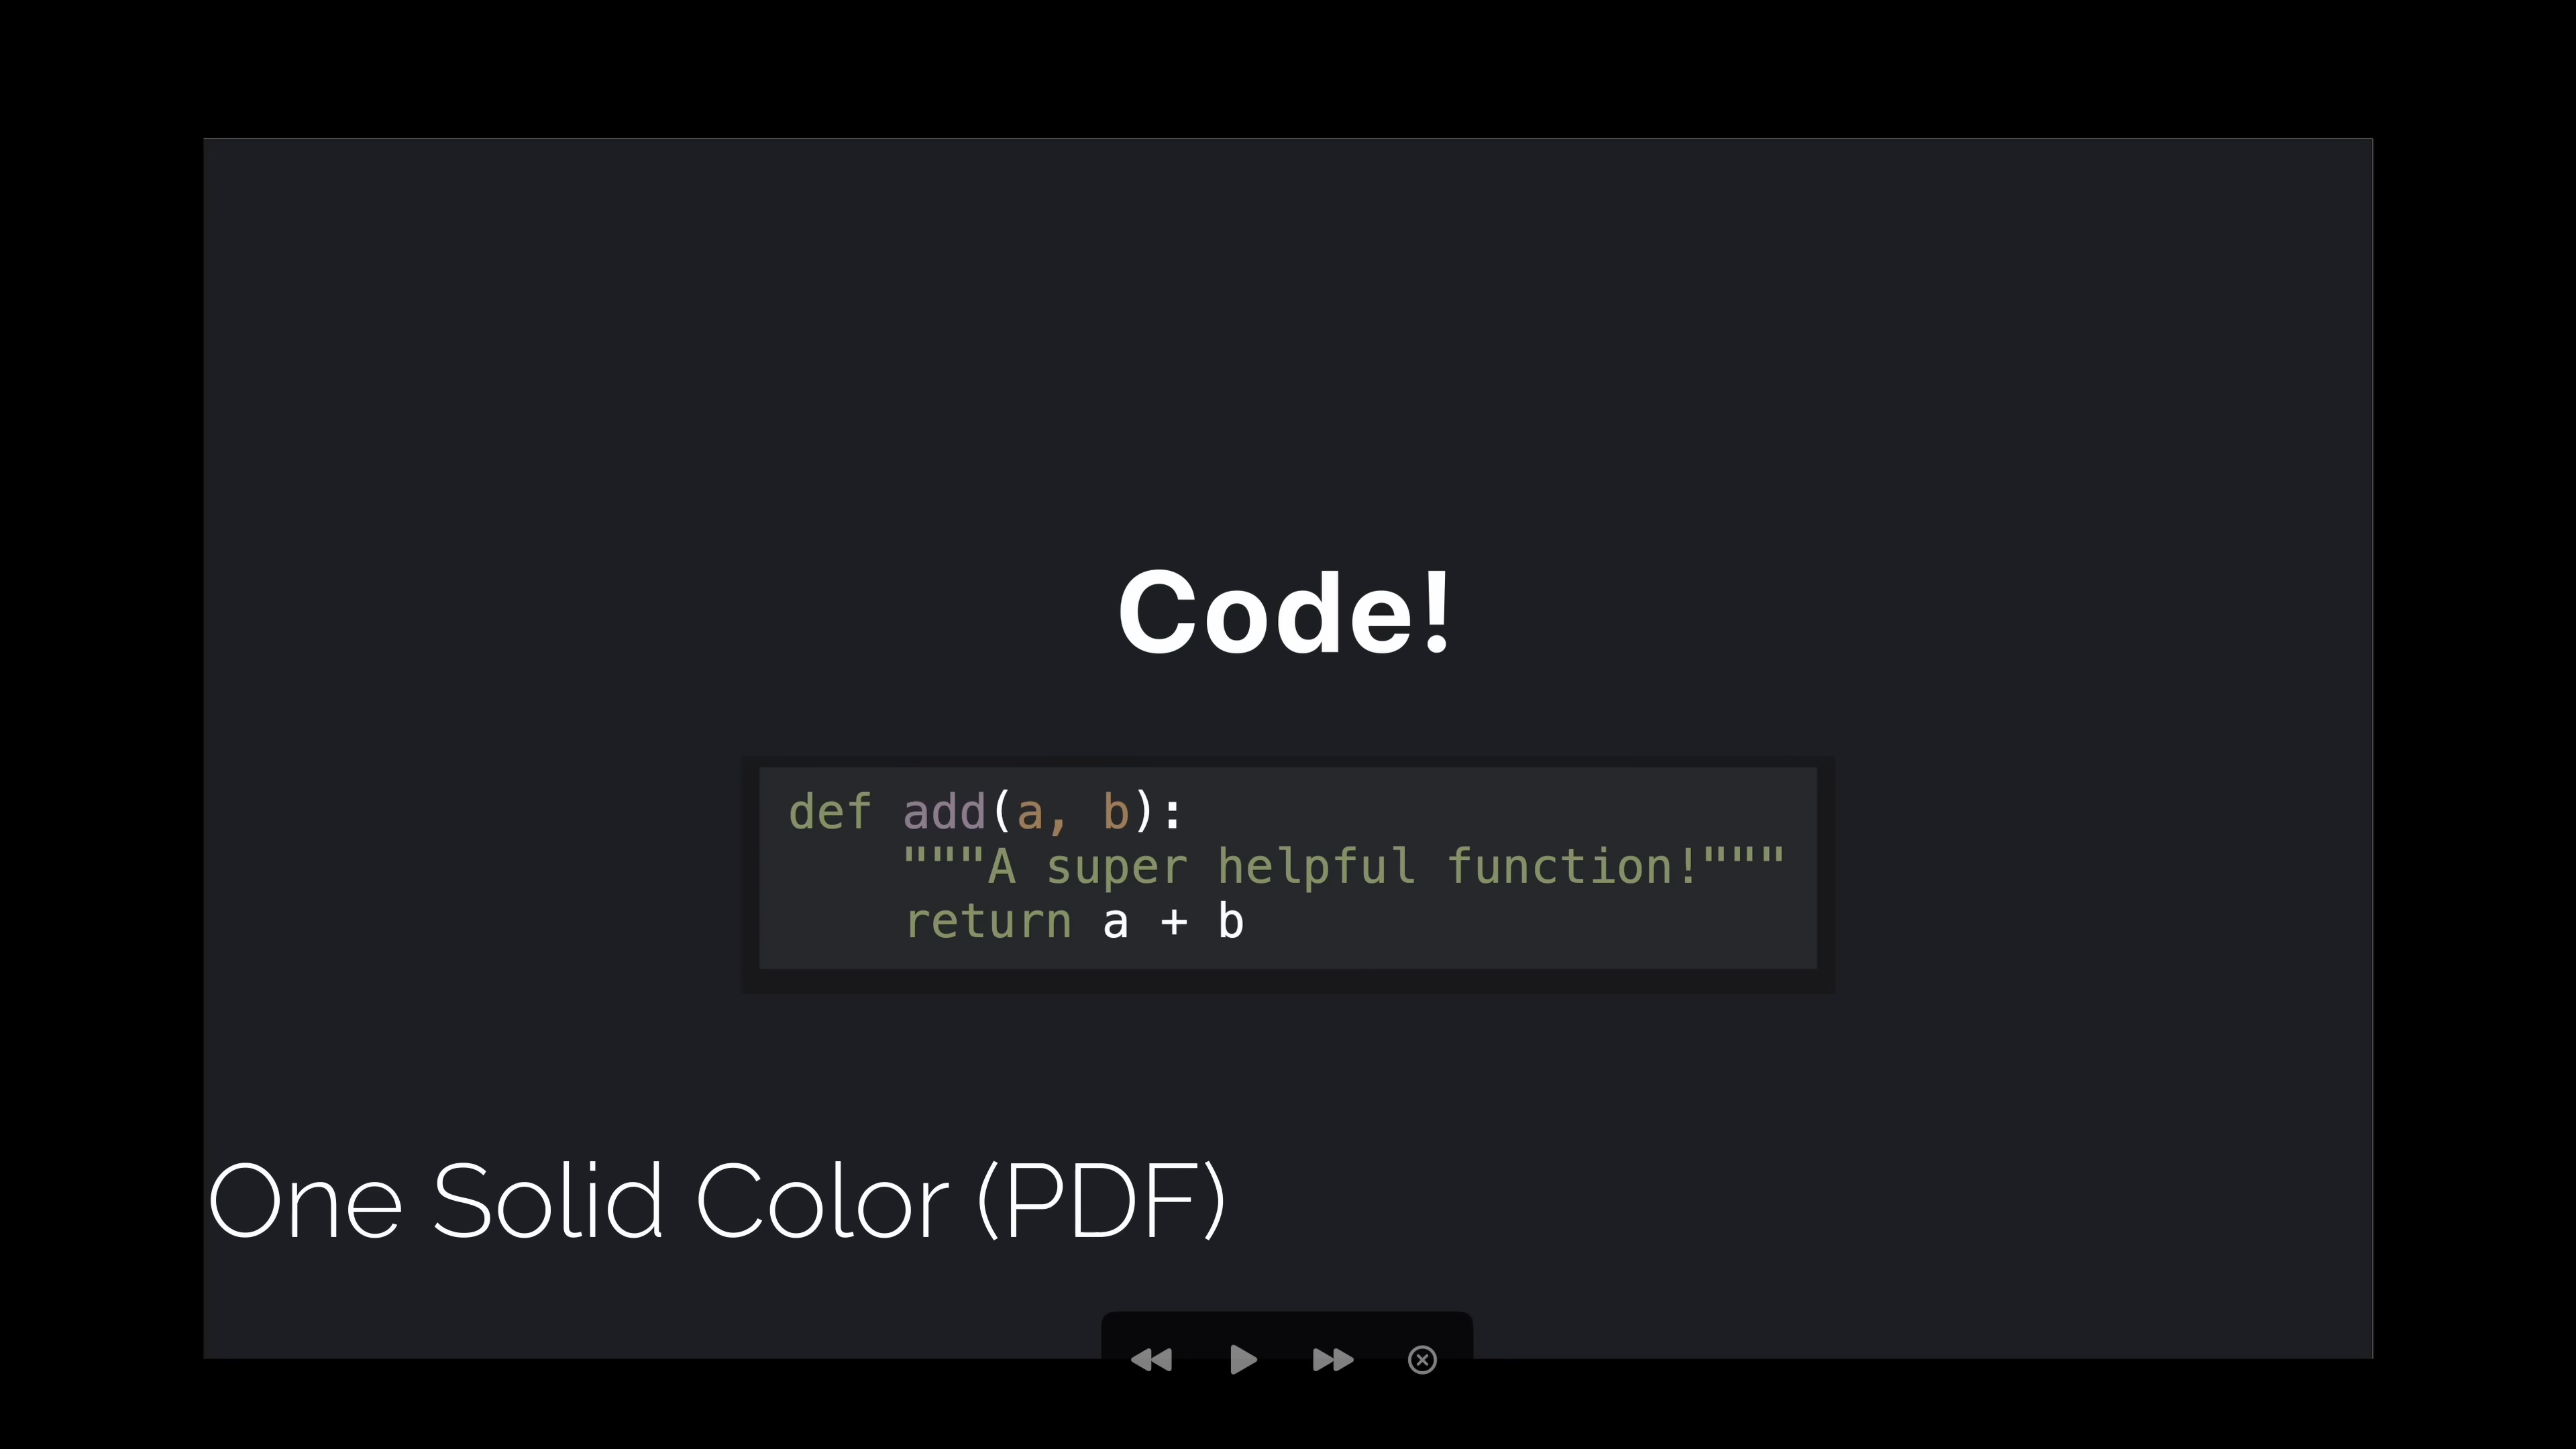 Code!
def add(a, b):
    """A super helpful function!"""
    return a + b
One Solid Color (PDF)